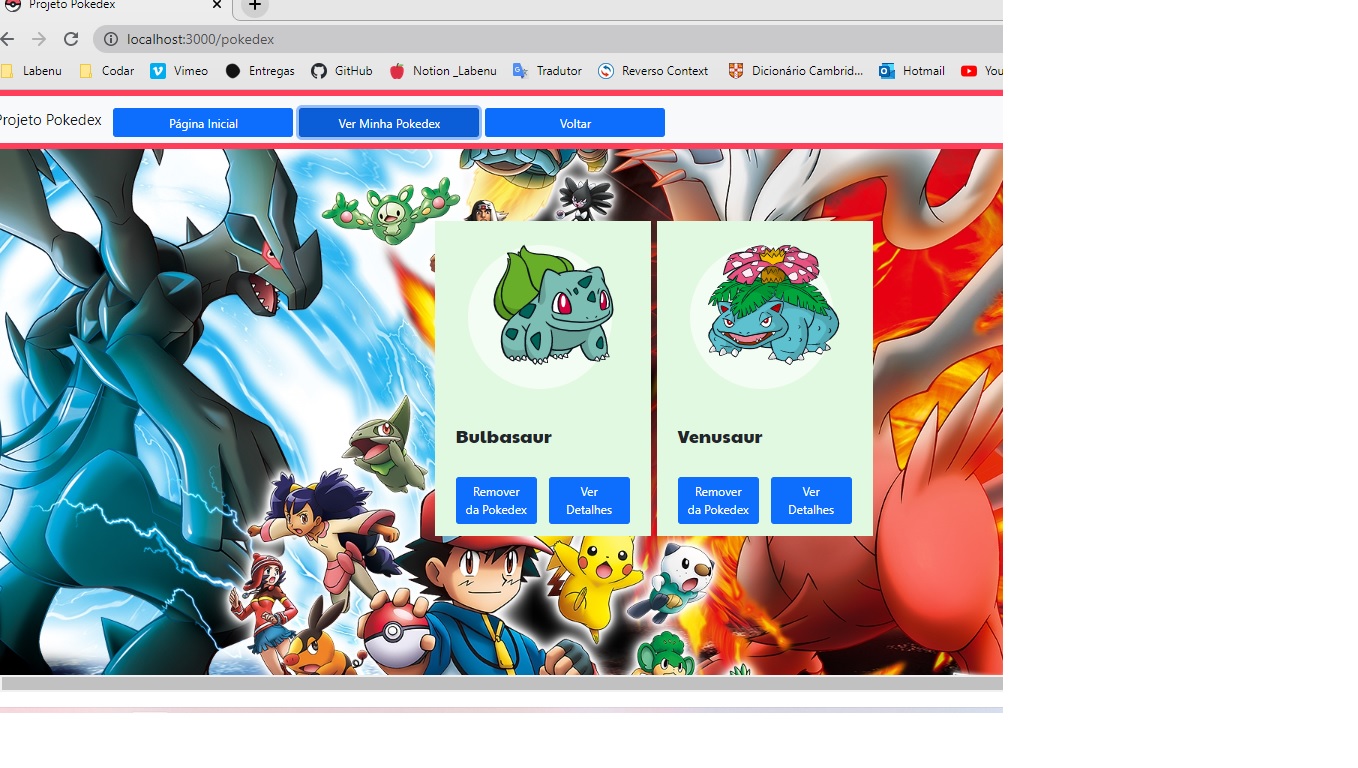 Projeto Pokedex
localhost:3000/pokedex
Labenu Codar Vimeo Entregas GitHub Notion _Labenu Tradutor Reverso Context Dicionário Cambrid... Hotmail You
Projeto Pokedex Página Inicial Ver Minha Pokedex Voltar
Bulbasaur
Venusaur
Remover
da Pokedex
Ver
Detalhes
Remover
da Pokedex
Ver
Detalhes